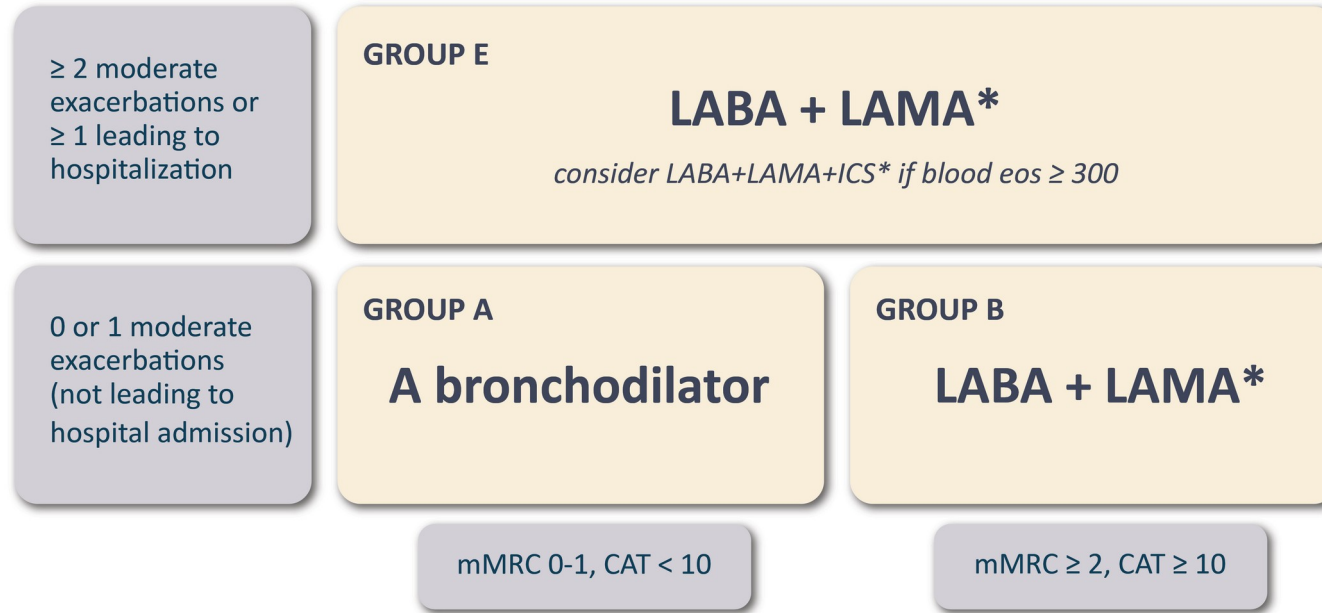 ≥ 2 moderate
exacerbations or
≥ 1 leading to
hospitalization
GROUP E
LABA + LAMA*
consider LABA+LAMA+ICS* if blood eos ≥ 300
0 or 1 moderate
exacerbations
(not leading to
hospital admission)
GROUP A
A bronchodilator
GROUP B
LABA + LAMA*
mMRC 0-1, CAT < 10
mMRC ≥ 2, CAT ≥ 10